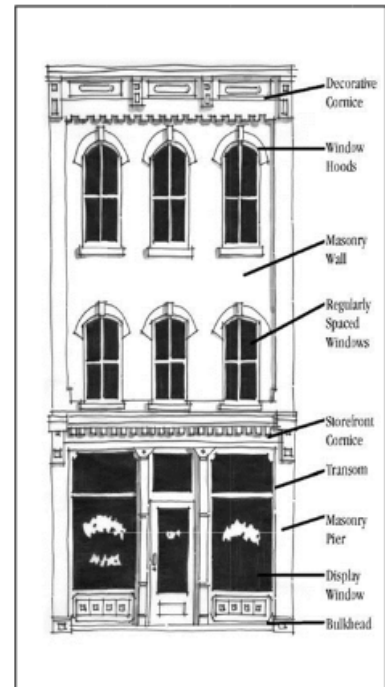 Decorative
Cornice
Window
Hoods
Masonry
Wall
Regularly
Spaced
Windows
Storefront
Cornice
Transom
Masonry
Pier
Display
Window
Bulkhead